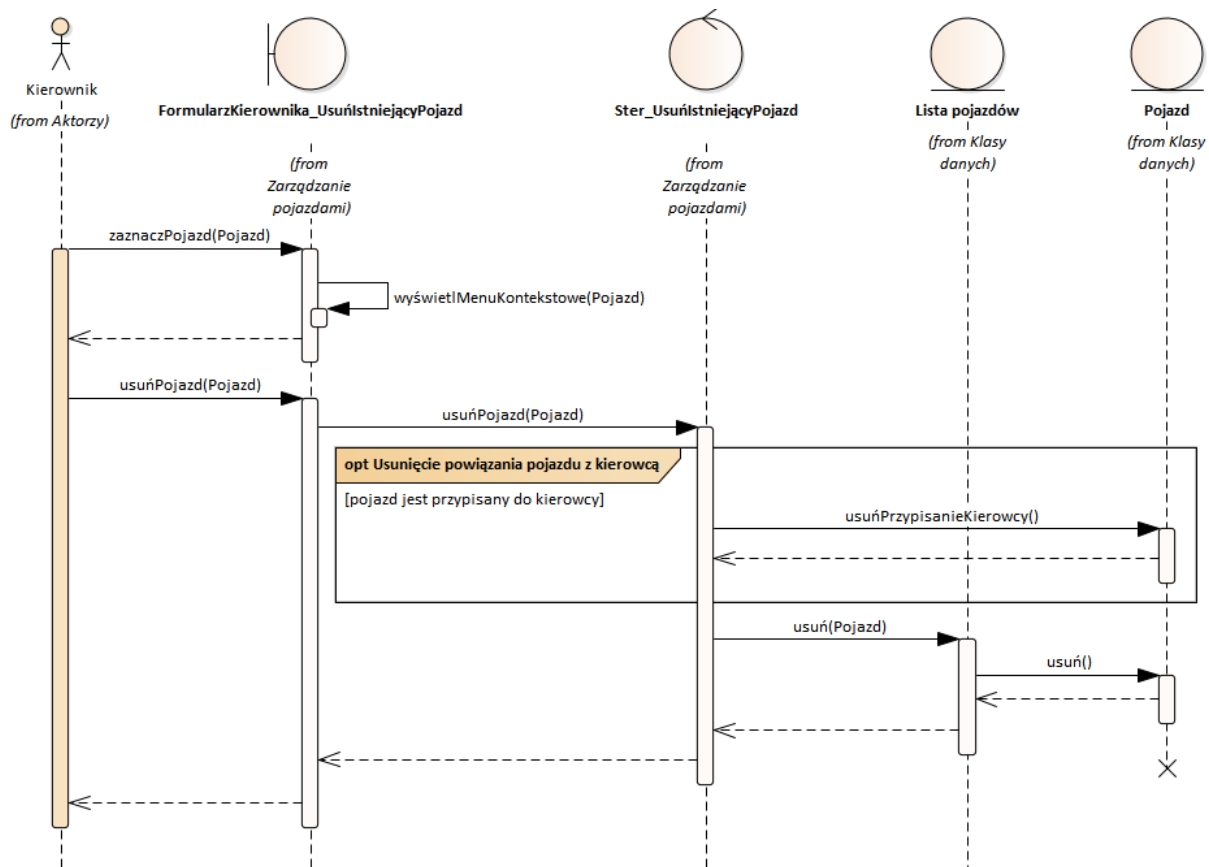 Kierownik
(from Aktorzy)
FormularzKierownika_UsuńIstniejącyPojazd
(from
Zarządzanie
pojazdami)
Ster_UsuńIstniejącyPojazd
(from
Zarządzanie
pojazdami)
Lista pojazdów
(from Klasy
danych)
Pojazd
(from Klasy
danych)
zaznaczPojazd(Pojazd)
wyświetlMenuKontekstowe(Pojazd)
usuńPojazd(Pojazd)
usuńPojazd(Pojazd)
opt Usunięcie powiązania pojazdu z kierowcą
[pojazd jest przypisany do kierowcy]
usuńPrzypisanieKierowcy()
usuń(Pojazd)
usuń()